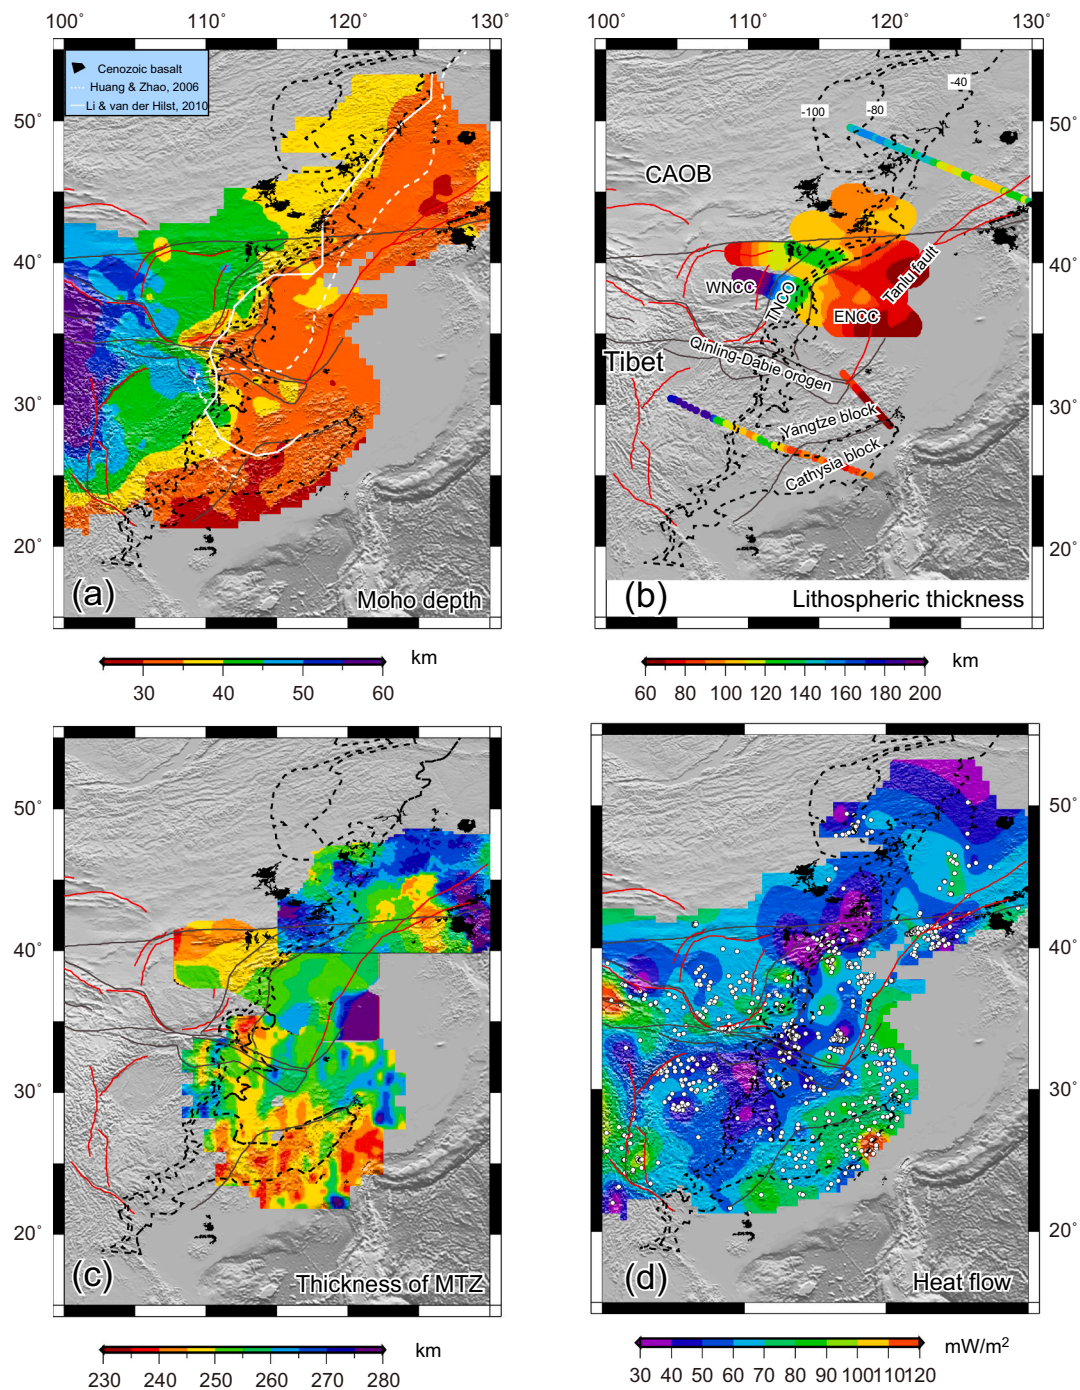 100˚ 110˚ 120˚ 130˚
100˚ 110˚ 120˚ 130˚
Cenozoic basalt
Huang & Zhao, 2006
Li & van der Hilst, 2010
50˚
40˚
30˚
20˚
(a)
Moho depth
km
30 40 50 60
-40
-80
-100
CAOB
WNCC
TNCO
ENCC
Tanlu fault
Tibet
Qinling-Dabie orogen
Yangtze block
Cathysia block
50˚
40˚
30˚
20˚
(b)
Lithospheric thickness
km
60 80 100 120 140 160 180 200
50˚
40˚
30˚
20˚
(c)
Thickness of MTZ
km
230 240 250 260 270 280
50˚
40˚
30˚
20˚
(d)
Heat flow
mW/m²
30 40 50 60 70 80 90 100 110 120